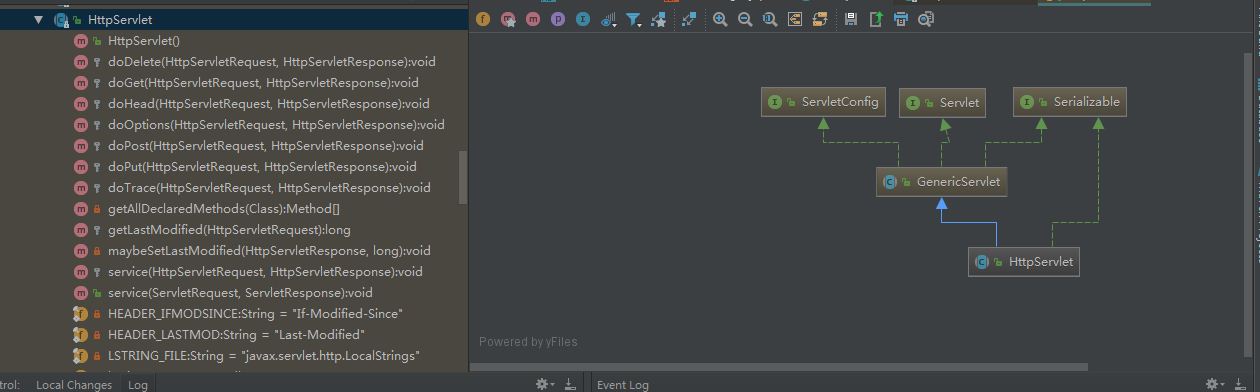 HttpServlet
HttpServlet()
doDelete(HttpServletRequest, HttpServletResponse):void
doGet(HttpServletRequest, HttpServletResponse):void
doHead(HttpServletRequest, HttpServletResponse):void
doOptions(HttpServletRequest, HttpServletResponse):void
doPost(HttpServletRequest, HttpServletResponse):void
doPut(HttpServletRequest, HttpServletResponse):void
doTrace(HttpServletRequest, HttpServletResponse):void
getAllDeclaredMethods(Class):Method[]
getLastModified(HttpServletRequest):long
maybeSetLastModified(HttpServletResponse, long):void
service(HttpServletRequest, HttpServletResponse):void
service(ServletRequest, ServletResponse):void
HEADER_IFMODSINCE:String = "If-Modified-Since"
HEADER_LASTMOD:String = "Last-Modified"
LSTRING_FILE:String = "javax.servlet.http.LocalStrings"
ServletConfig
Servlet
Serializable
GenericServlet
HttpServlet
Powered by yFiles
trol: Local Changes Log
Event Log